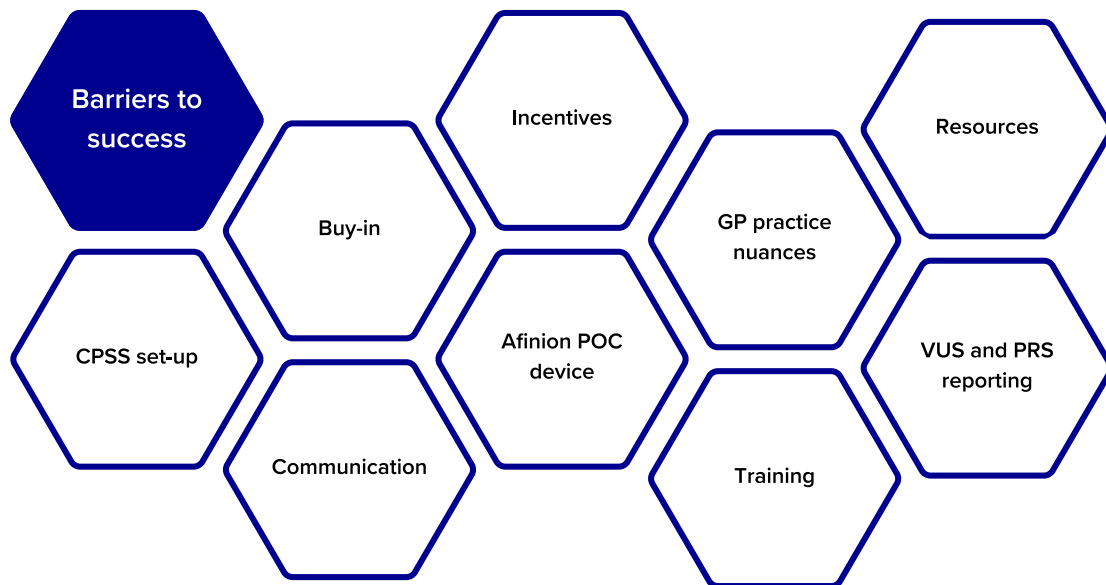 Barriers to
success
Incentives
Resources
Buy-in
GP practice
nuances
CPSS set-up
Afinion POC
device
VUS and PRS
reporting
Communication
Training